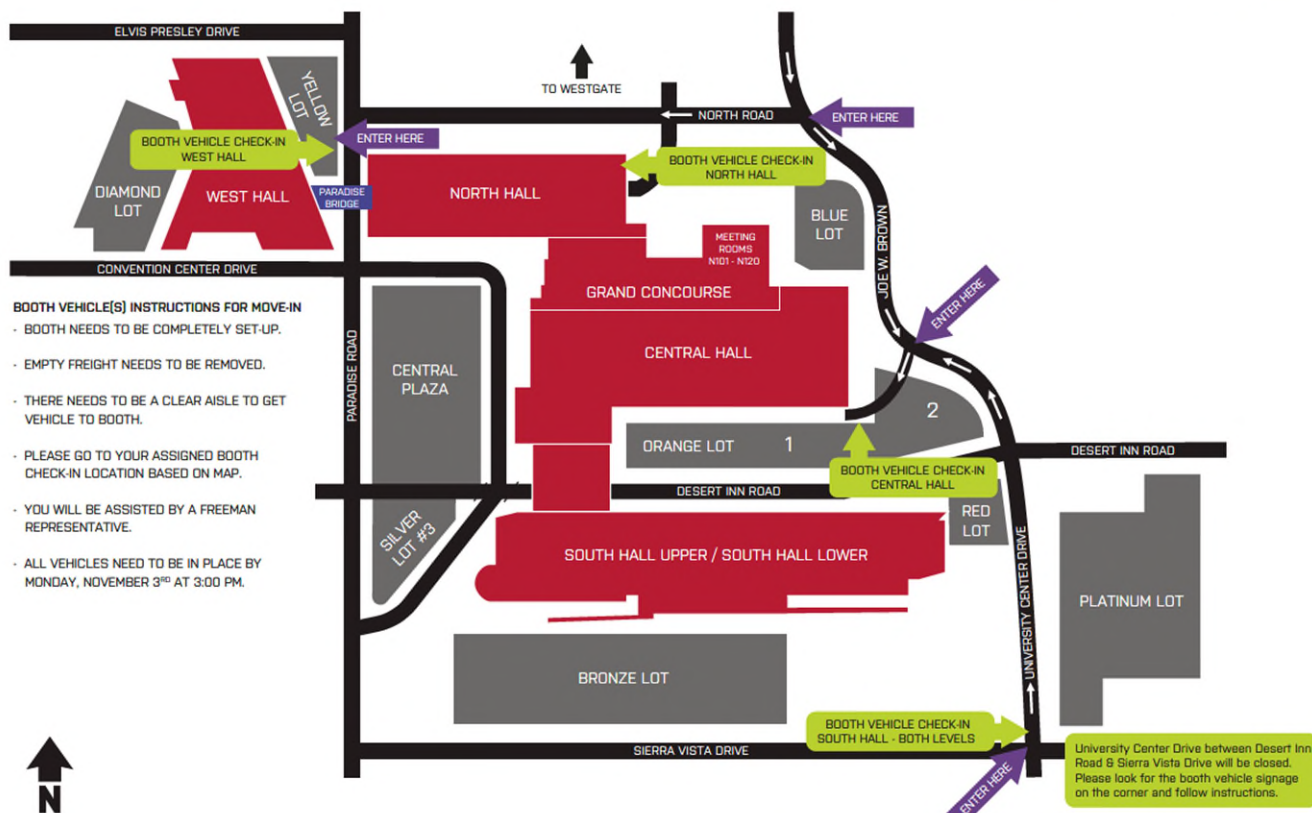 ELVIS PRESLEY DRIVE
TO WESTGATE
YELLOW
LOT
NORTH ROAD
ENTER HERE
ENTER HERE
BOOTH VEHICLE CHECK-IN
WEST HALL
BOOTH VEHICLE CHECK-IN
NORTH HALL
DIAMOND
LOT
WEST HALL
PARADISE
BRIDGE
NORTH HALL
BLUE
LOT
JOE W. BROWN
MEETING
ROOMS
N101 - N120
CONVENTION CENTER DRIVE
GRAND CONCOURSE
ENTER HERE
BOOTH VEHICLE(S) INSTRUCTIONS FOR MOVE-IN
- BOOTH NEEDS TO BE COMPLETELY SET-UP.
- EMPTY FREIGHT NEEDS TO BE REMOVED.
- THERE NEEDS TO BE A CLEAR AISLE TO GET
VEHICLE TO BOOTH.
- PLEASE GO TO YOUR ASSIGNED BOOTH
CHECK-IN LOCATION BASED ON MAP.
- YOU WILL BE ASSISTED BY A FREEMAN
REPRESENTATIVE.
- ALL VEHICLES NEED TO BE IN PLACE BY
MONDAY, NOVEMBER 3RD AT 3:00 PM.
PARADISE ROAD
CENTRAL
PLAZA
CENTRAL HALL
2
ORANGE LOT 1
DESERT INN ROAD
BOOTH VEHICLE CHECK-IN
CENTRAL HALL
DESERT INN ROAD
SILVER
LOT #3
RED
LOT
SOUTH HALL UPPER / SOUTH HALL LOWER
UNIVERSITY CENTER DRIVE
PLATINUM LOT
BRONZE LOT
BOOTH VEHICLE CHECK-IN
SOUTH HALL - BOTH LEVELS
SIERRA VISTA DRIVE
ENTER HERE
University Center Drive between Desert Inn
Road & Sierra Vista Drive will be closed.
Please look for the booth vehicle signage
on the corner and follow instructions.
N